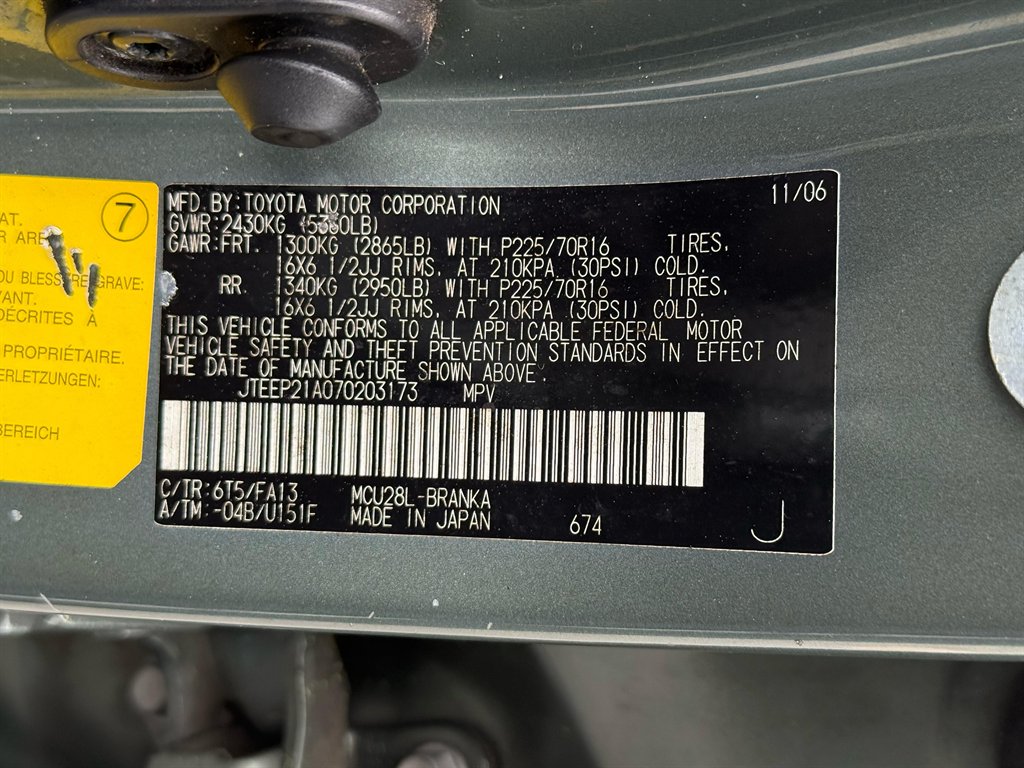 7
AT.
R ARE
OU BLESSURE GRAVE:
VANT.
DÉCRITES À
PROPRIÉTAIRE.
ERLETZUNGEN:
BEREICH
MFD. BY: TOYOTA MOTOR CORPORATION 11/06
GVWR: 2430KG (5360LB)
GAWR: FRT. 1300KG (2865LB) WITH P225/70R16 TIRES,
16X6 1/2JJ RIMS, AT 210KPA (30PSI) COLD.
RR. 1340KG (2950LB) WITH P225/70R16 TIRES,
16X6 1/2JJ RIMS, AT 210KPA (30PSI) COLD.
THIS VEHICLE CONFORMS TO ALL APPLICABLE FEDERAL MOTOR
VEHICLE SAFETY AND THEFT PREVENTION STANDARDS IN EFFECT ON
THE DATE OF MANUFACTURE SHOWN ABOVE.
JTEEP21A070203173 MPV
C/TR: 6T5/FA13 MCU28L-BRANKA
A/TM: -04B/U151F MADE IN JAPAN 674 J